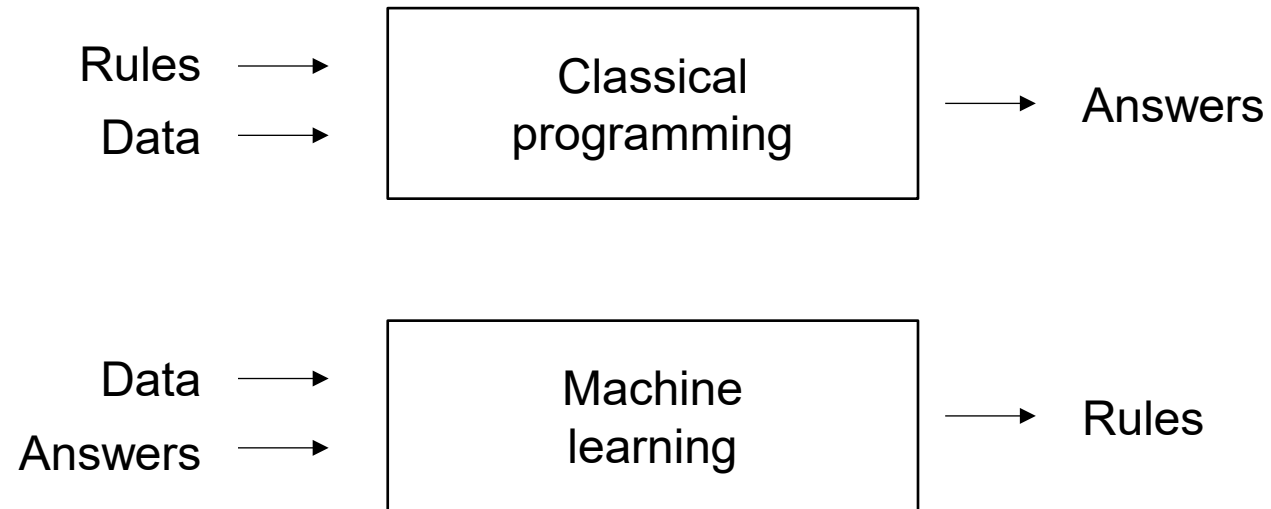 Rules
Data
Classical
programming
Answers
Data
Answers
Machine
learning
Rules